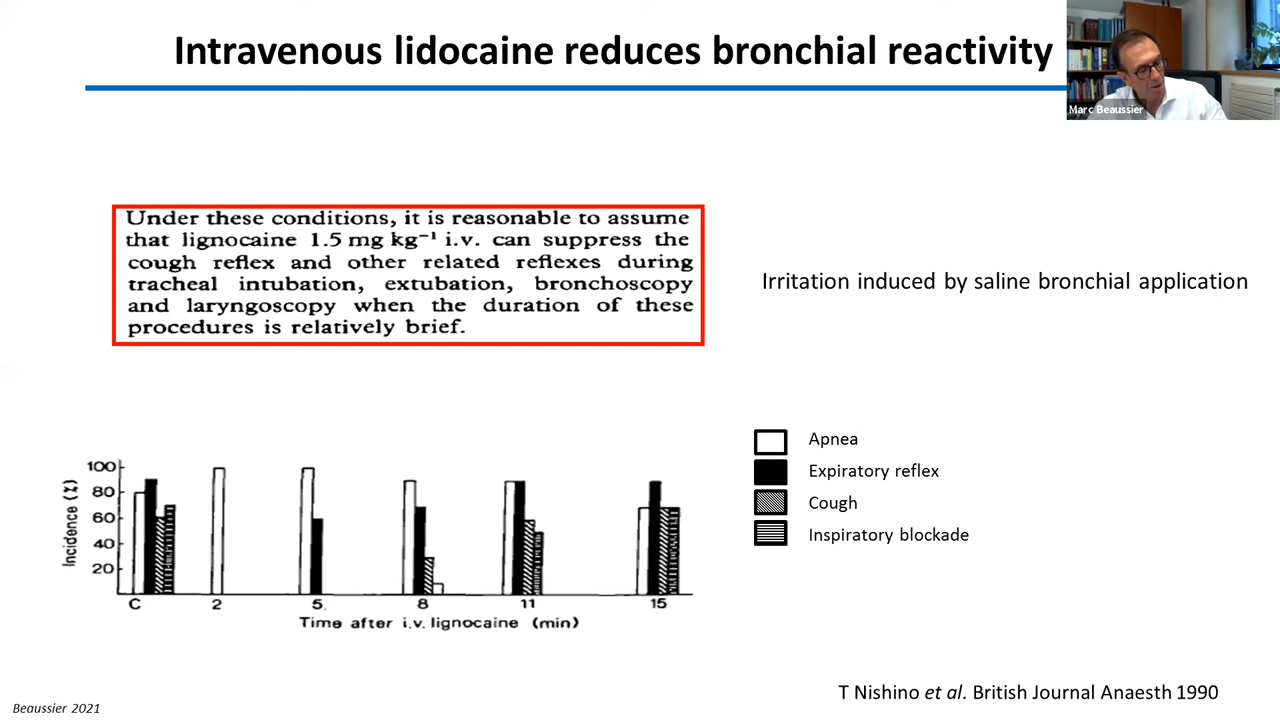 Intravenous lidocaine reduces bronchial reactivity
Marc Beaussier
Under these conditions, it is reasonable to assume
that lignocaine 1.5 mg kg⁻¹ i.v. can suppress the
cough reflex and other related reflexes during
tracheal intubation, extubation, bronchoscopy
and laryngoscopy when the duration of these
procedures is relatively brief.
Irritation induced by saline bronchial application
Incidence (%)
100
80
60
40
20
C 2 5. 8 11 15
Time after i.v. lignocaine (min)
Apnea
Expiratory reflex
Cough
Inspiratory blockade
T Nishino et al. British Journal Anaesth 1990
Beaussier 2021